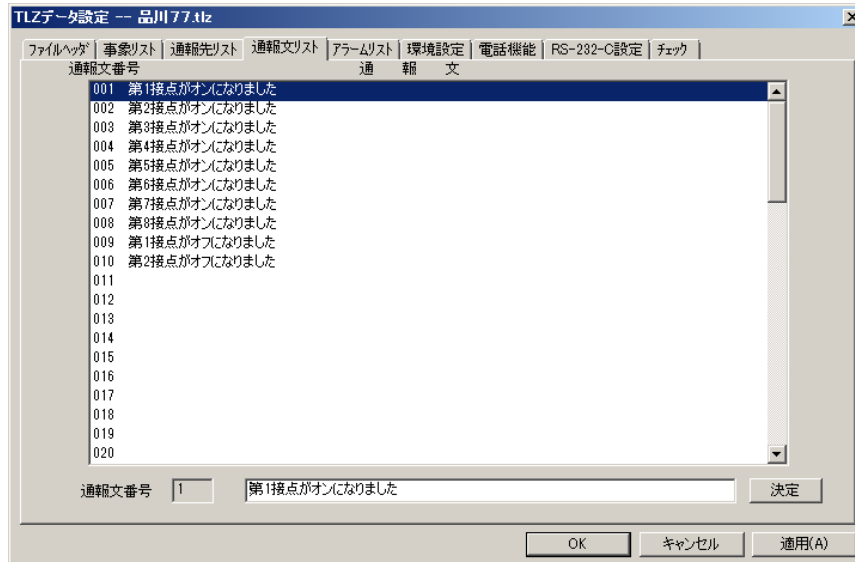 TLZデータ設定 -- 品川77.tlz
ファイルヘッダ 事象リスト 通報先リスト 通報文リスト アラームリスト 環境設定 電話機能 RS-232-C設定 チェック
通報文番号 通 報 文
001 第1接点がオンになりました
002 第2接点がオンになりました
003 第3接点がオンになりました
004 第4接点がオンになりました
005 第5接点がオンになりました
006 第6接点がオンになりました
007 第7接点がオンになりました
008 第8接点がオンになりました
009 第1接点がオフになりました
010 第2接点がオフになりました
011
012
013
014
015
016
017
018
019
020
通報文番号 1 第1接点がオンになりました 決定
OK キャンセル 適用(A)